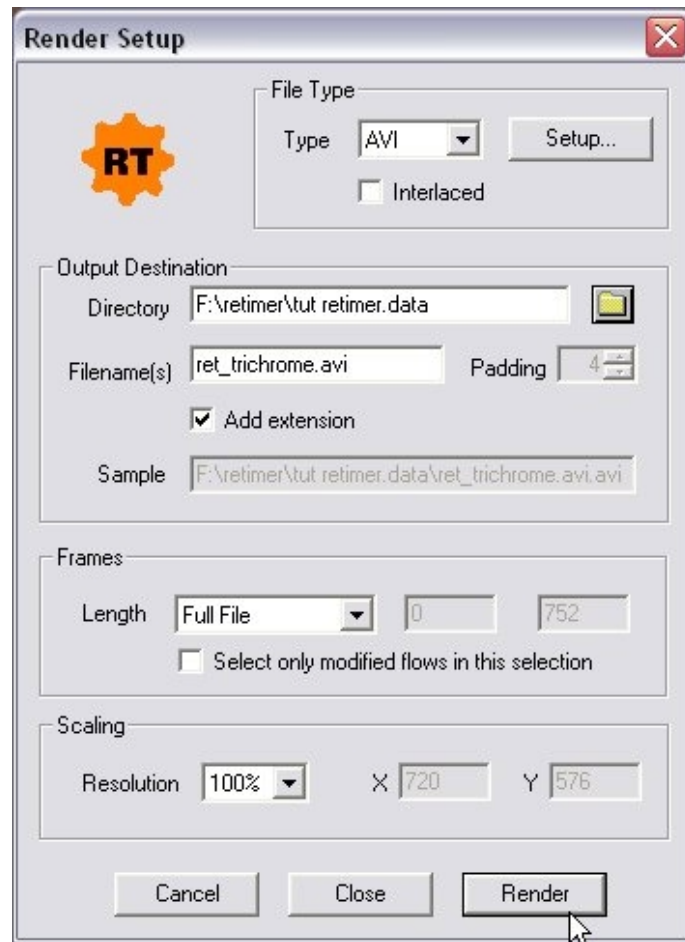 Render Setup
RT
File Type
Type AVI Setup...
Interlaced
Output Destination
Directory F:\retimer\tut retimer.data
Filename(s) ret_trichrome.avi Padding 4
Add extension
Sample F:\retimer\tut retimer.data\ret_trichrome.avi.avi
Frames
Length Full File 0 752
Select only modified flows in this selection
Scaling
Resolution 100% X 720 Y 576
Cancel Close Render